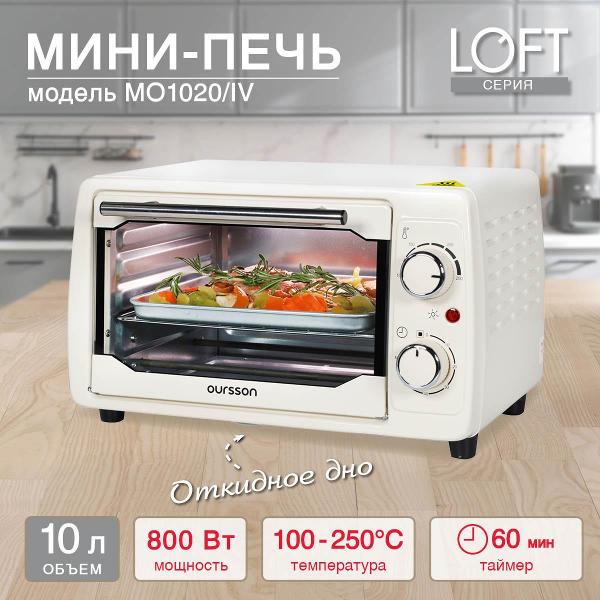 МИНИ-ПЕЧЬ
модель MO1020/IV
LOFT
СЕРИЯ
oursson
Откидное дно
10 л
ОБЪЕМ
800 Вт
мощность
100-250°C
температура
60 мин
таймер